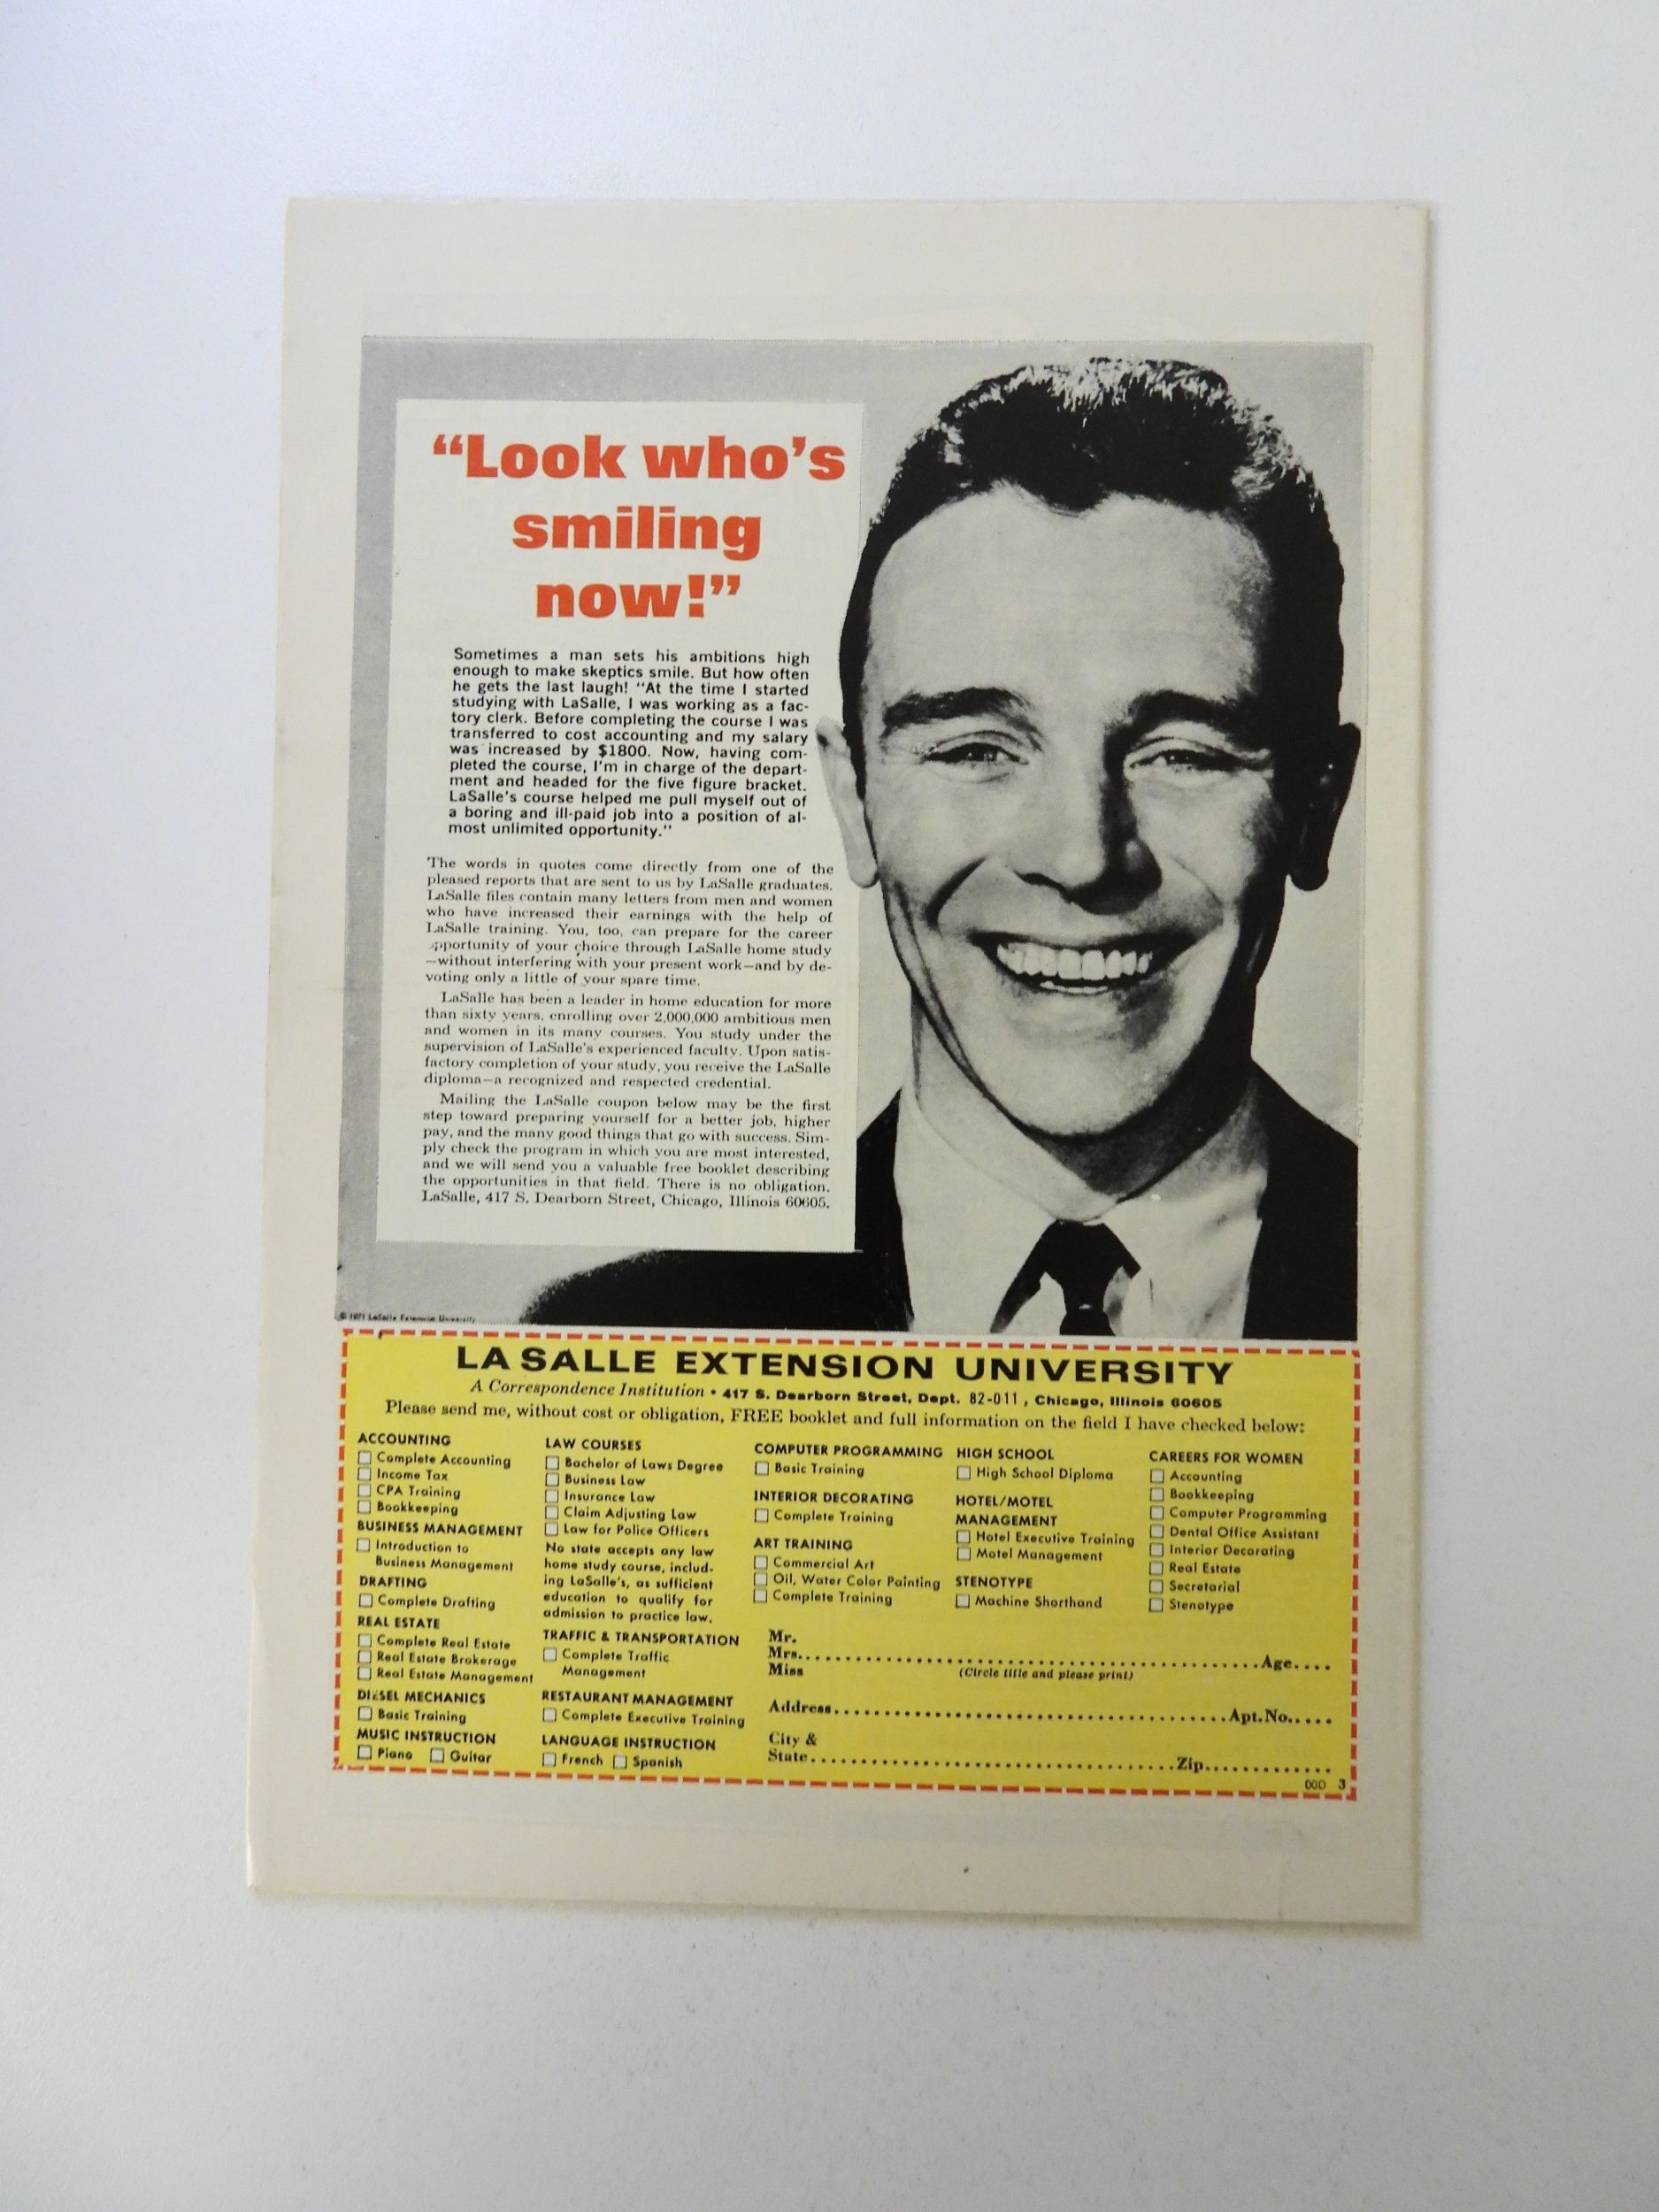 “Look who’s
smiling
now!”
Sometimes a man sets his ambitions high
enough to make skeptics smile. But how often
he gets the last laugh! “At the time I started
studying with LaSalle, I was working as a fac-
tory clerk. Before completing the course I was
transferred to cost accounting and my salary
was increased by $1800. Now, having com-
pleted the course, I’m in charge of the depart-
ment and headed for the five figure bracket.
LaSalle’s course helped me pull myself out of
a boring and ill-paid job into a position of al-
most unlimited opportunity.”
The words in quotes come directly from one of the
pleased reports that are sent to us by LaSalle graduates.
LaSalle files contain many letters from men and women
who have increased their earnings with the help of
LaSalle training. You, too, can prepare for the career
opportunity of your choice through LaSalle home study
—without interfering with your present work—and by de-
voting only a little of your spare time.
LaSalle has been a leader in home education for more
than sixty years, enrolling over 2,000,000 ambitious men
and women in its many courses. You study under the
supervision of LaSalle’s experienced faculty. Upon satis-
factory completion of your study, you receive the LaSalle
diploma—a recognized and respected credential.
Mailing the LaSalle coupon below may be the first
step toward preparing yourself for a better job, higher
pay, and the many good things that go with success. Sim-
ply check the program in which you are most interested,
and we will send you a valuable free booklet describing
the opportunities in that field. There is no obligation.
LaSalle, 417 S. Dearborn Street, Chicago, Illinois 60605.
© 1971 LaSalle Extension University
LA SALLE EXTENSION UNIVERSITY
A Correspondence Institution • 417 S. Dearborn Street, Dept. 82-011, Chicago, Illinois 60605
Please send me, without cost or obligation, FREE booklet and full information on the field I have checked below:
ACCOUNTING
Complete Accounting
Income Tax
CPA Training
Bookkeeping
BUSINESS MANAGEMENT
Introduction to
Business Management
DRAFTING
Complete Drafting
REAL ESTATE
Complete Real Estate
Real Estate Brokerage
Real Estate Management
DIESEL MECHANICS
Basic Training
MUSIC INSTRUCTION
Piano Guitar
LAW COURSES
Bachelor of Laws Degree
Business Law
Insurance Law
Claim Adjusting Law
Law for Police Officers
No state accepts any law
home study course, includ-
ing LaSalle’s, as sufficient
education to qualify for
admission to practice law.
TRAFFIC & TRANSPORTATION
Complete Traffic
Management
RESTAURANT MANAGEMENT
Complete Executive Training
LANGUAGE INSTRUCTION
French Spanish
COMPUTER PROGRAMMING
Basic Training
INTERIOR DECORATING
Complete Training
ART TRAINING
Commercial Art
Oil, Water Color Painting
Complete Training
HIGH SCHOOL
High School Diploma
HOTEL/MOTEL
MANAGEMENT
Hotel Executive Training
Motel Management
STENOTYPE
Machine Shorthand
CAREERS FOR WOMEN
Accounting
Bookkeeping
Computer Programming
Dental Office Assistant
Interior Decorating
Real Estate
Secretarial
Stenotype
Mr.
Mrs. Age
Miss (Circle title and please print)
Address Apt. No.
City &
State Zip
00D 3